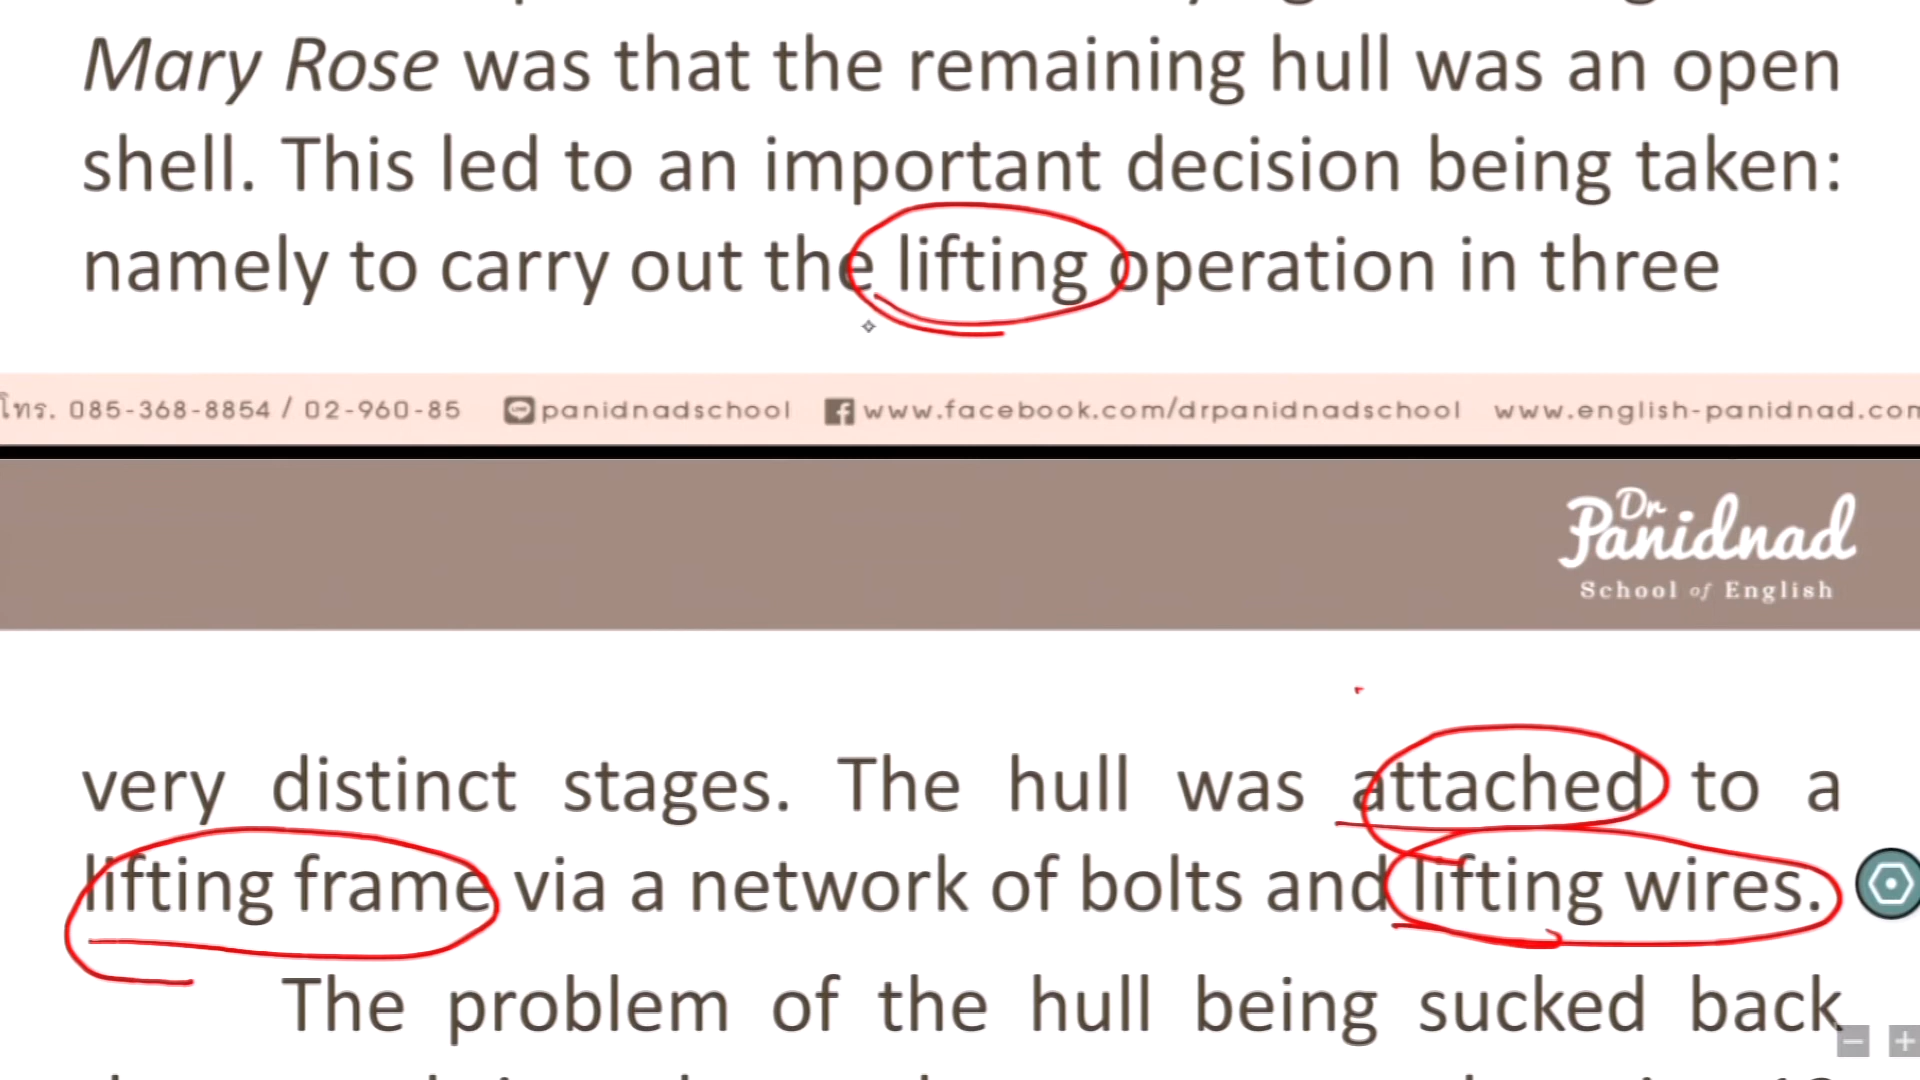 Mary Rose was that the remaining hull was an open
shell. This led to an important decision being taken:
namely to carry out the lifting operation in three
โทร. 085-368-8854 / 02-960-85 panidnadschool www.facebook.com/drpanidnadschool www.english-panidnad.com
Dr
Panidnad
School of English
very distinct stages. The hull was attached to a
lifting frame via a network of bolts and lifting wires.
The problem of the hull being sucked back